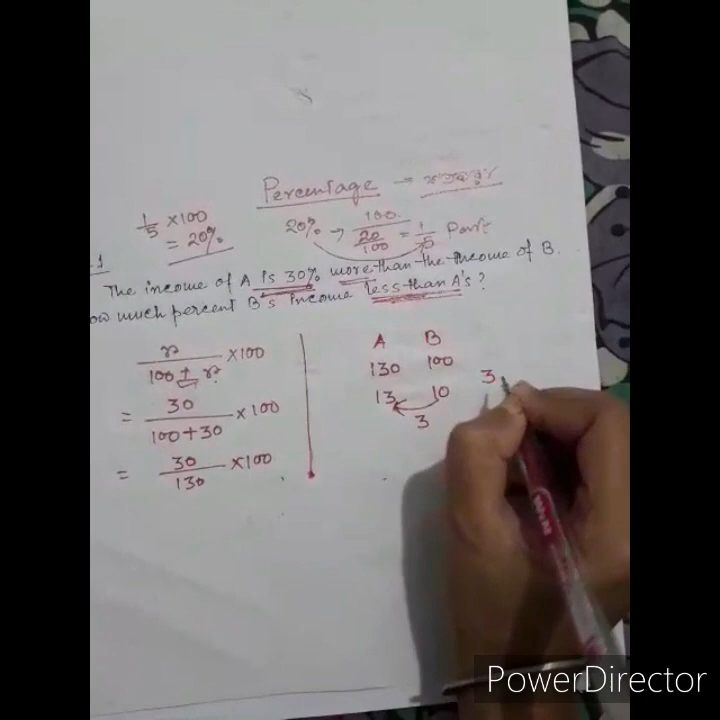 Percentage →
1/5 ×100
= 20%
20% → 100
20/100 = 1/5 Part
The income of A is 30% more than the income of B.
ow much percent B's income less than A's ?
r/(100 + r) ×100
= 30/(100+30) ×100
= 30/130 ×100
A B
130 100
13 10
3
3
PowerDirector